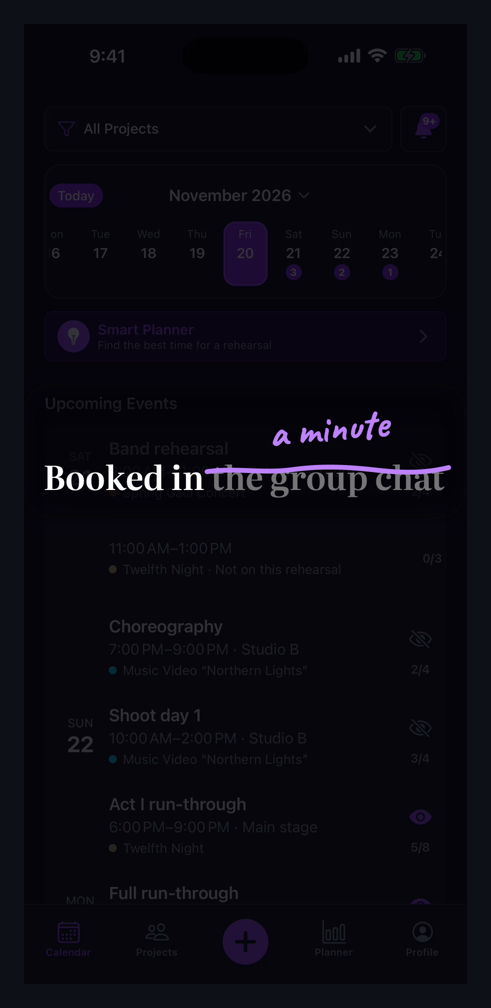 9:41
All Projects
9+
Today
November 2026
on Tue Wed Thu Fri Sat Sun Mon Tu
6 17 18 19 20 21 22 23 24
3 2 1
Smart Planner
Find the best time for a rehearsal
Upcoming Events
SAT
Band rehearsal
a minute
Booked in the group chat
11:00 AM–1:00 PM
0/3
Twelfth Night · Not on this rehearsal
Choreography
7:00 PM–9:00 PM · Studio B
Music Video "Northern Lights"
2/4
SUN
22
Shoot day 1
10:00 AM–2:00 PM · Studio B
Music Video "Northern Lights"
3/4
Act I run-through
6:00 PM–9:00 PM · Main stage
Twelfth Night
5/8
MON
Full run-through
Calendar Projects Planner Profile